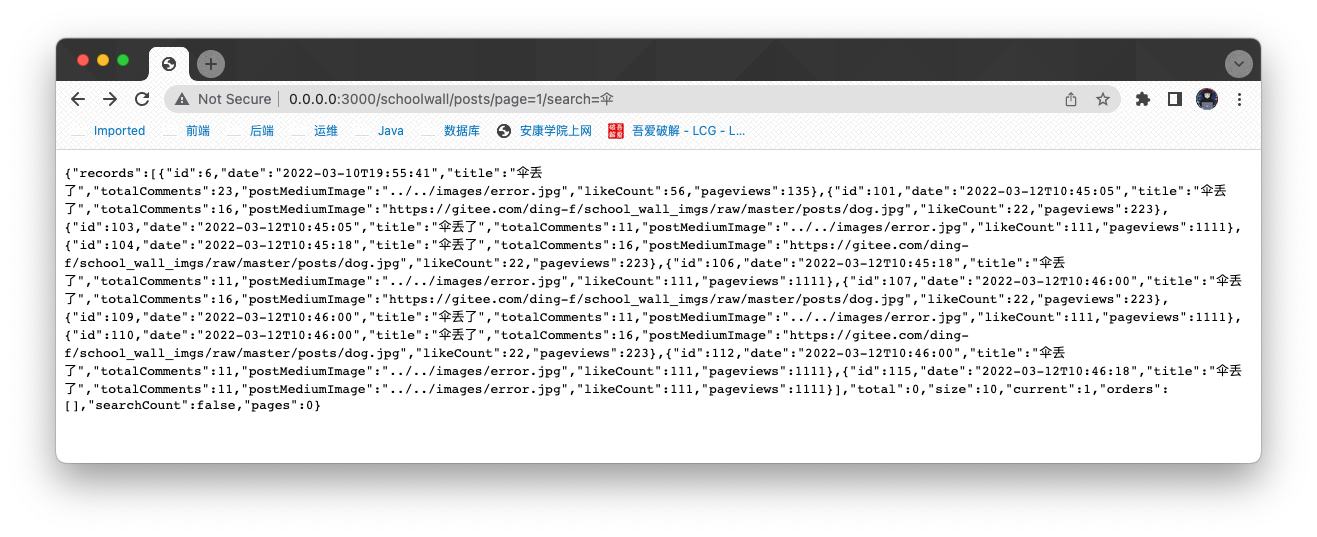 Not Secure | 0.0.0.0:3000/schoolwall/posts/page=1/search=伞
Imported 前端 后端 运维 Java 数据库 安康学院上网 吾爱破解 吾爱破解 - LCG - L...
{"records":[{"id":6,"date":"2022-03-10T19:55:41","title":"伞丢
了","totalComments":23,"postMediumImage":"../../images/error.jpg","likeCount":56,"pageviews":135},{"id":101,"date":"2022-03-12T10:45:05","title":"伞丢
了","totalComments":16,"postMediumImage":"https://gitee.com/ding-f/school_wall_imgs/raw/master/posts/dog.jpg","likeCount":22,"pageviews":223},
{"id":103,"date":"2022-03-12T10:45:05","title":"伞丢了","totalComments":11,"postMediumImage":"../../images/error.jpg","likeCount":111,"pageviews":1111},
{"id":104,"date":"2022-03-12T10:45:18","title":"伞丢了","totalComments":16,"postMediumImage":"https://gitee.com/ding-
f/school_wall_imgs/raw/master/posts/dog.jpg","likeCount":22,"pageviews":223},{"id":106,"date":"2022-03-12T10:45:18","title":"伞丢
了","totalComments":11,"postMediumImage":"../../images/error.jpg","likeCount":111,"pageviews":1111},{"id":107,"date":"2022-03-12T10:46:00","title":"伞丢
了","totalComments":16,"postMediumImage":"https://gitee.com/ding-f/school_wall_imgs/raw/master/posts/dog.jpg","likeCount":22,"pageviews":223},
{"id":109,"date":"2022-03-12T10:46:00","title":"伞丢了","totalComments":11,"postMediumImage":"../../images/error.jpg","likeCount":111,"pageviews":1111},
{"id":110,"date":"2022-03-12T10:46:00","title":"伞丢了","totalComments":16,"postMediumImage":"https://gitee.com/ding-
f/school_wall_imgs/raw/master/posts/dog.jpg","likeCount":22,"pageviews":223},{"id":112,"date":"2022-03-12T10:46:00","title":"伞丢
了","totalComments":11,"postMediumImage":"../../images/error.jpg","likeCount":111,"pageviews":1111},{"id":115,"date":"2022-03-12T10:46:18","title":"伞丢
了","totalComments":11,"postMediumImage":"../../images/error.jpg","likeCount":111,"pageviews":1111}],"total":0,"size":10,"current":1,"orders":
[],"searchCount":false,"pages":0}